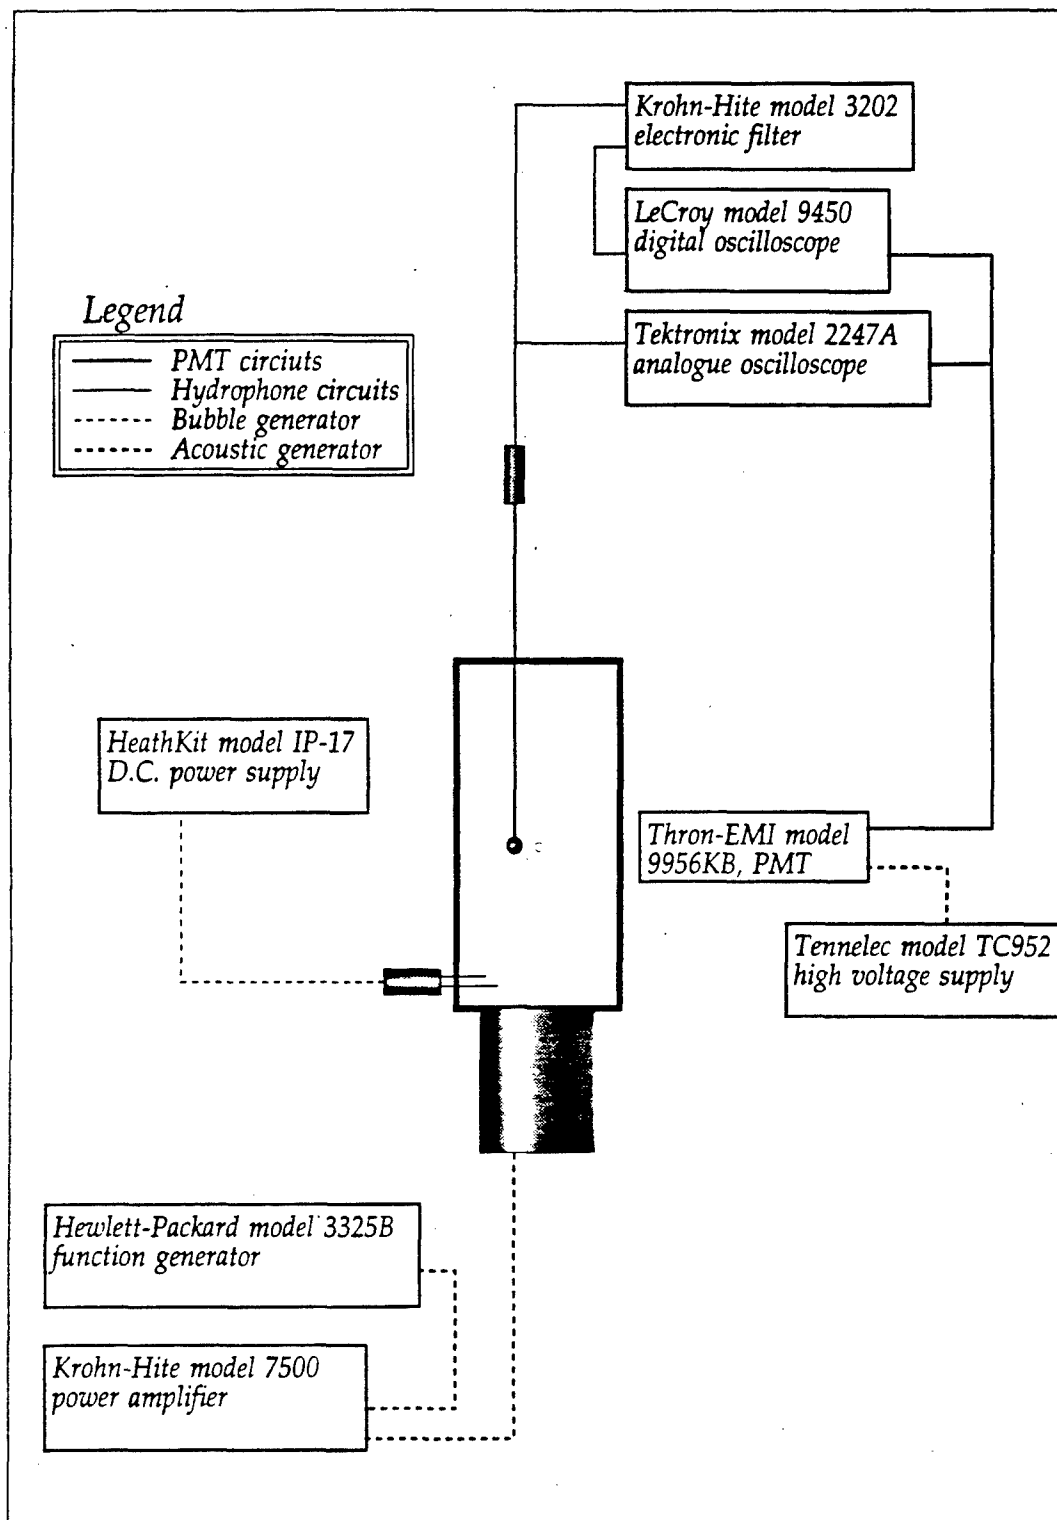 Krohn-Hite model 3202
electronic filter
LeCroy model 9450
digital oscilloscope
Tektronix model 2247A
analogue oscilloscope
Legend
PMT circiuts
Hydrophone circuits
Bubble generator
Acoustic generator
HeathKit model IP-17
D.C. power supply
Thron-EMI model
9956KB, PMT
Tennelec model TC952
high voltage supply
Hewlett-Packard model 3325B
function generator
Krohn-Hite model 7500
power amplifier